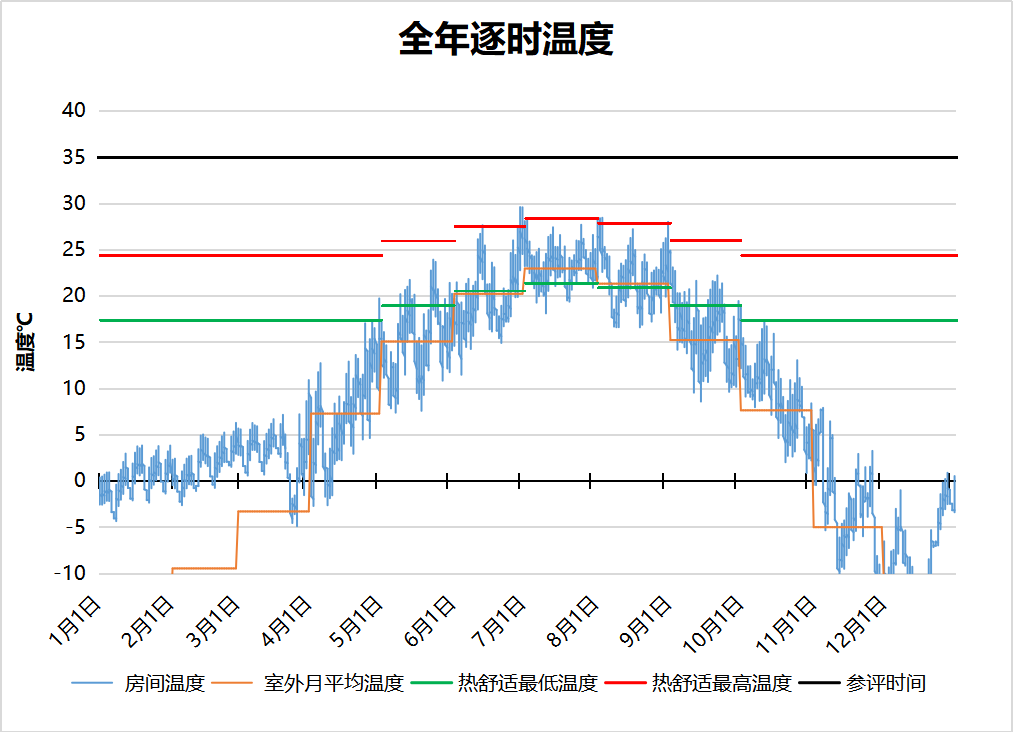 全年逐时温度
40
35
30
25
20
15
10
5
0
-5
-10
温度℃
1月1日
2月1日
3月1日
4月1日
5月1日
6月1日
7月1日
8月1日
9月1日
10月1日
11月1日
12月1日
房间温度 室外月平均温度 热舒适最低温度 热舒适最高温度 参评时间